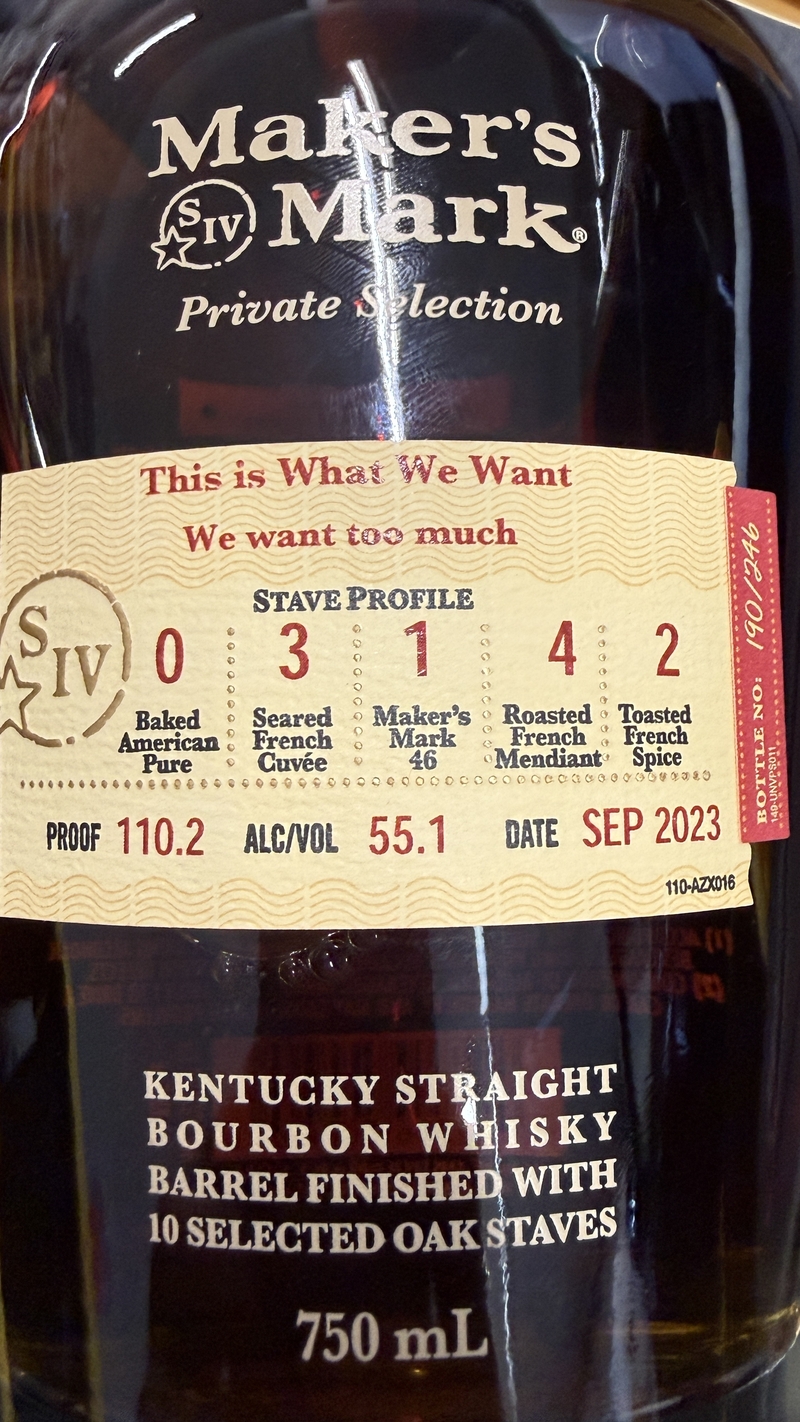 Maker's
SIV Mark®
Private Selection
This is What We Want
We want too much
STAVE PROFILE
SIV
0 3 1 4 2
Baked American Pure
Seared French Cuvée
Maker's Mark 46
Roasted French Mendiant
Toasted French Spice
PROOF 110.2 ALC/VOL 55.1 DATE SEP 2023
110-AZX016
BOTTLE NO: 190/246
140-UNVPS011
KENTUCKY STRAIGHT
BOURBON WHISKY
BARREL FINISHED WITH
10 SELECTED OAK STAVES
750 mL